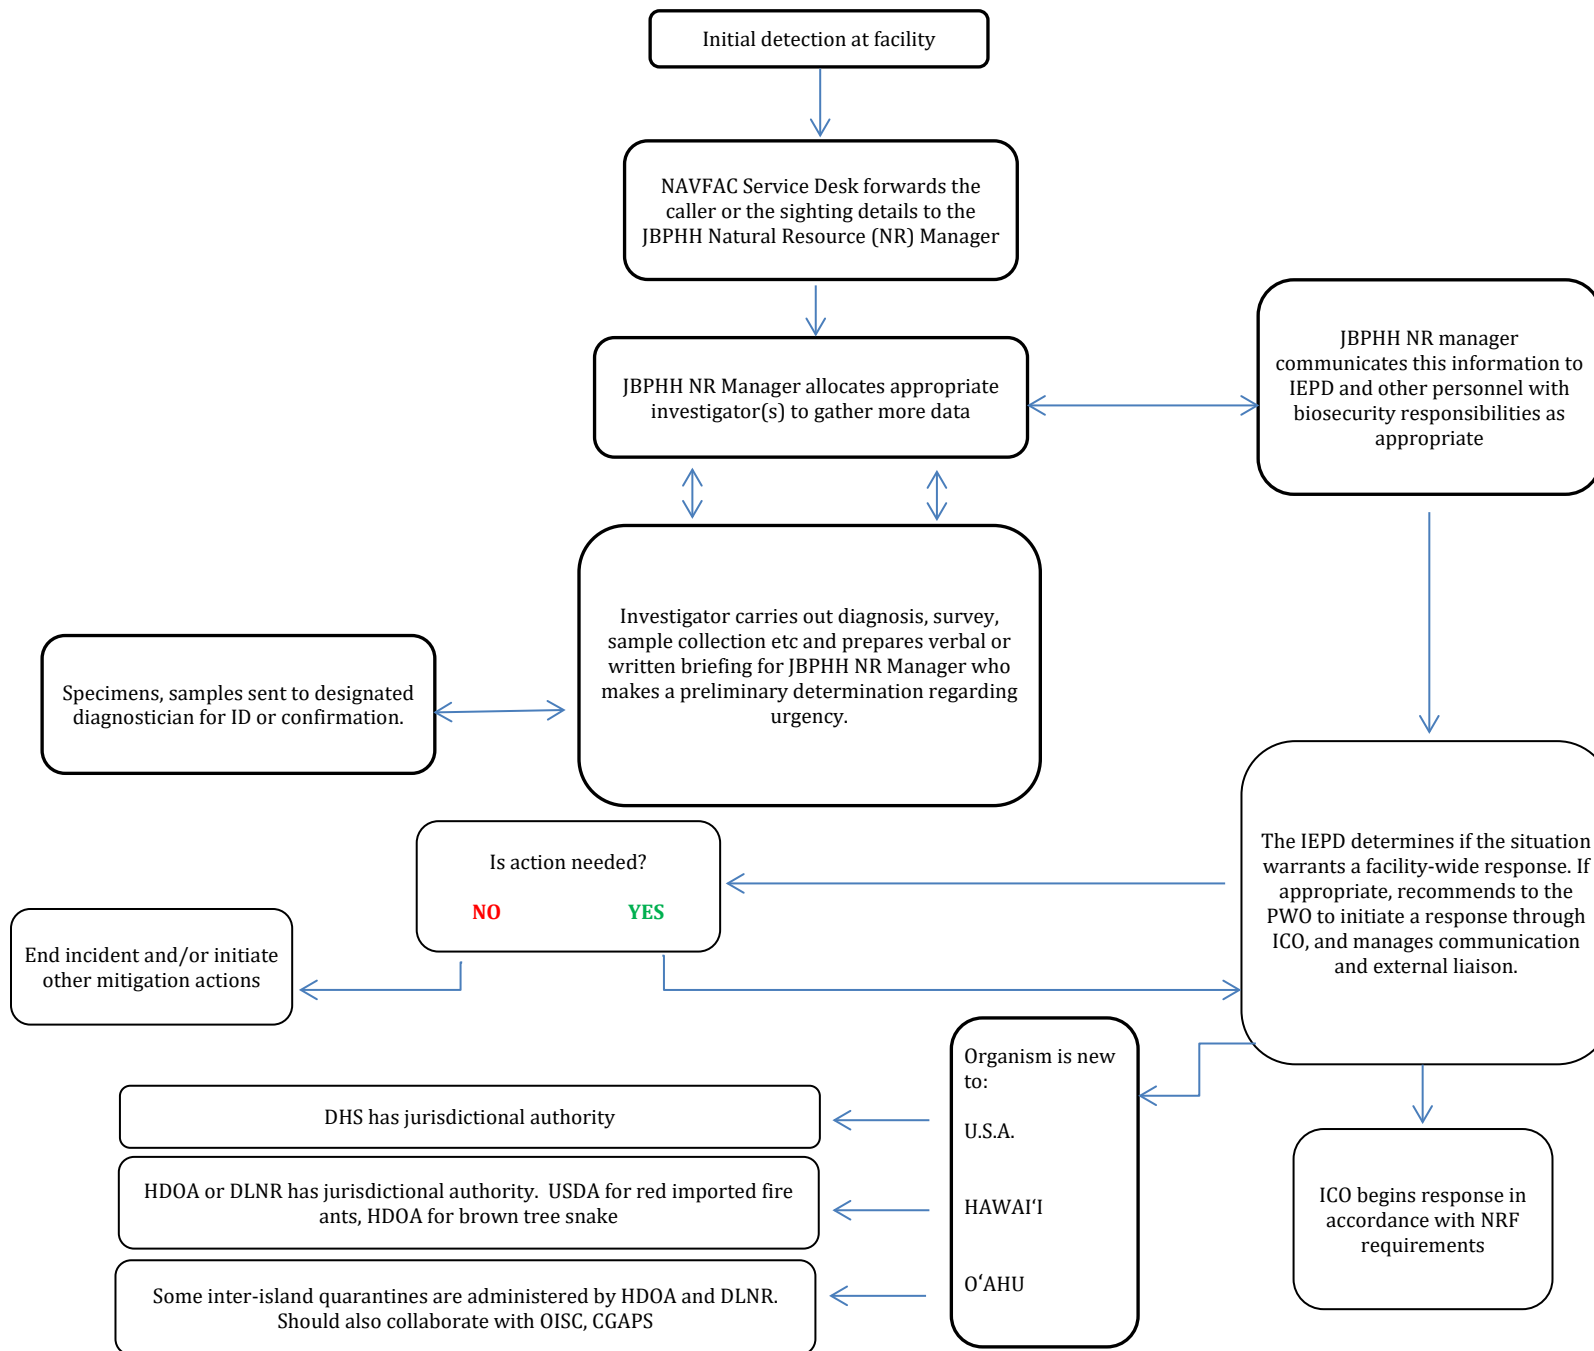 Initial detection at facility
NAVFAC Service Desk forwards the
caller or the sighting details to the
JBPHH Natural Resource (NR) Manager
JBPHH NR Manager allocates appropriate
investigator(s) to gather more data
JBPHH NR manager
communicates this information to
IEPD and other personnel with
biosecurity responsibilities as
appropriate
Investigator carries out diagnosis, survey,
sample collection etc and prepares verbal or
written briefing for JBPHH NR Manager who
makes a preliminary determination regarding
urgency.
Specimens, samples sent to designated
diagnostician for ID or confirmation.
The IEPD determines if the situation
warrants a facility-wide response. If
appropriate, recommends to the
PWO to initiate a response through
ICO, and manages communication
and external liaison.
Is action needed?
NO YES
End incident and/or initiate
other mitigation actions
Organism is new
to:
U.S.A.
HAWAI‘I
O‘AHU
DHS has jurisdictional authority
HDOA or DLNR has jurisdictional authority. USDA for red imported fire
ants, HDOA for brown tree snake
Some inter-island quarantines are administered by HDOA and DLNR.
Should also collaborate with OISC, CGAPS
ICO begins response in
accordance with NRF
requirements